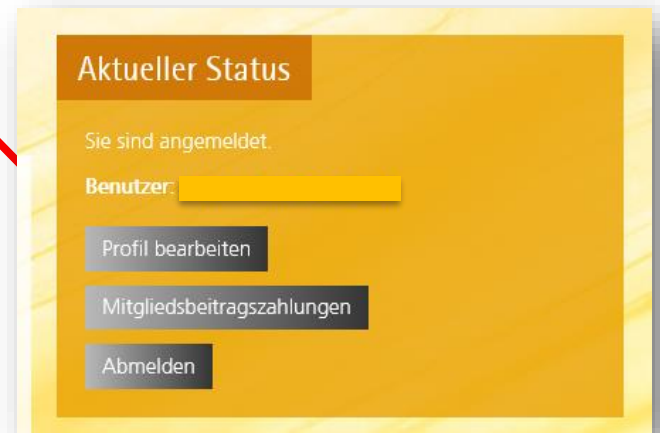 Aktueller Status
Sie sind angemeldet.
Benutzer:
Profil bearbeiten
Mitgliedsbeitragszahlungen
Abmelden